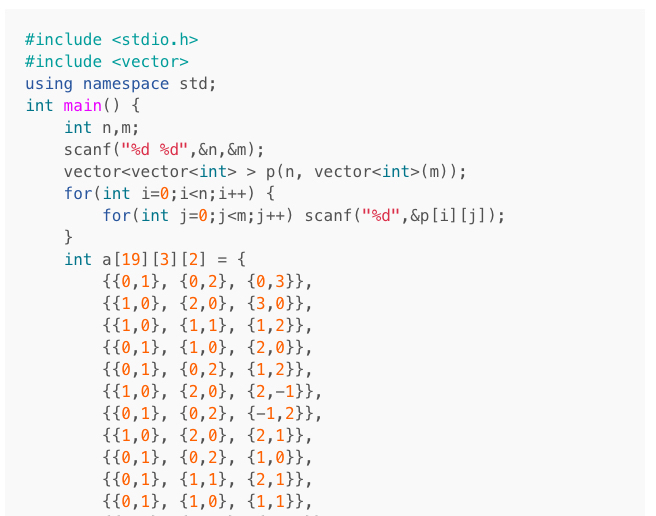 #include <stdio.h>
#include <vector>
using namespace std;
int main() {
    int n,m;
    scanf("%d %d",&n,&m);
    vector<vector<int> > p(n, vector<int>(m));
    for(int i=0;i<n;i++) {
        for(int j=0;j<m;j++) scanf("%d",&p[i][j]);
    }
    int a[19][3][2] = {
        {{0,1}, {0,2}, {0,3}},
        {{1,0}, {2,0}, {3,0}},
        {{1,0}, {1,1}, {1,2}},
        {{0,1}, {1,0}, {2,0}},
        {{0,1}, {0,2}, {1,2}},
        {{1,0}, {2,0}, {2,-1}},
        {{0,1}, {0,2}, {-1,2}},
        {{1,0}, {2,0}, {2,1}},
        {{0,1}, {0,2}, {1,0}},
        {{0,1}, {1,1}, {2,1}},
        {{0,1}, {1,0}, {1,1}},